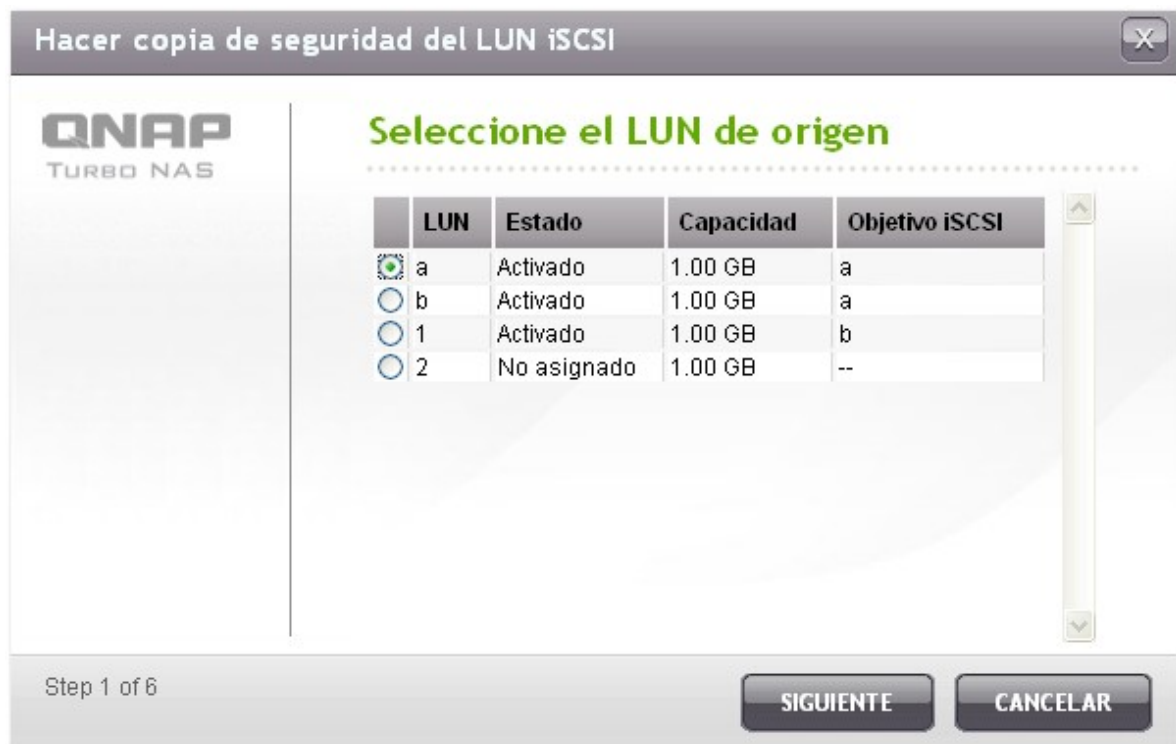 Hacer copia de seguridad del LUN iSCSI
X
QNAP
TURBO NAS
Seleccione el LUN de origen
LUN Estado Capacidad Objetivo iSCSI
a Activado 1.00 GB a
b Activado 1.00 GB a
1 Activado 1.00 GB b
2 No asignado 1.00 GB --
Step 1 of 6
SIGUIENTE CANCELAR